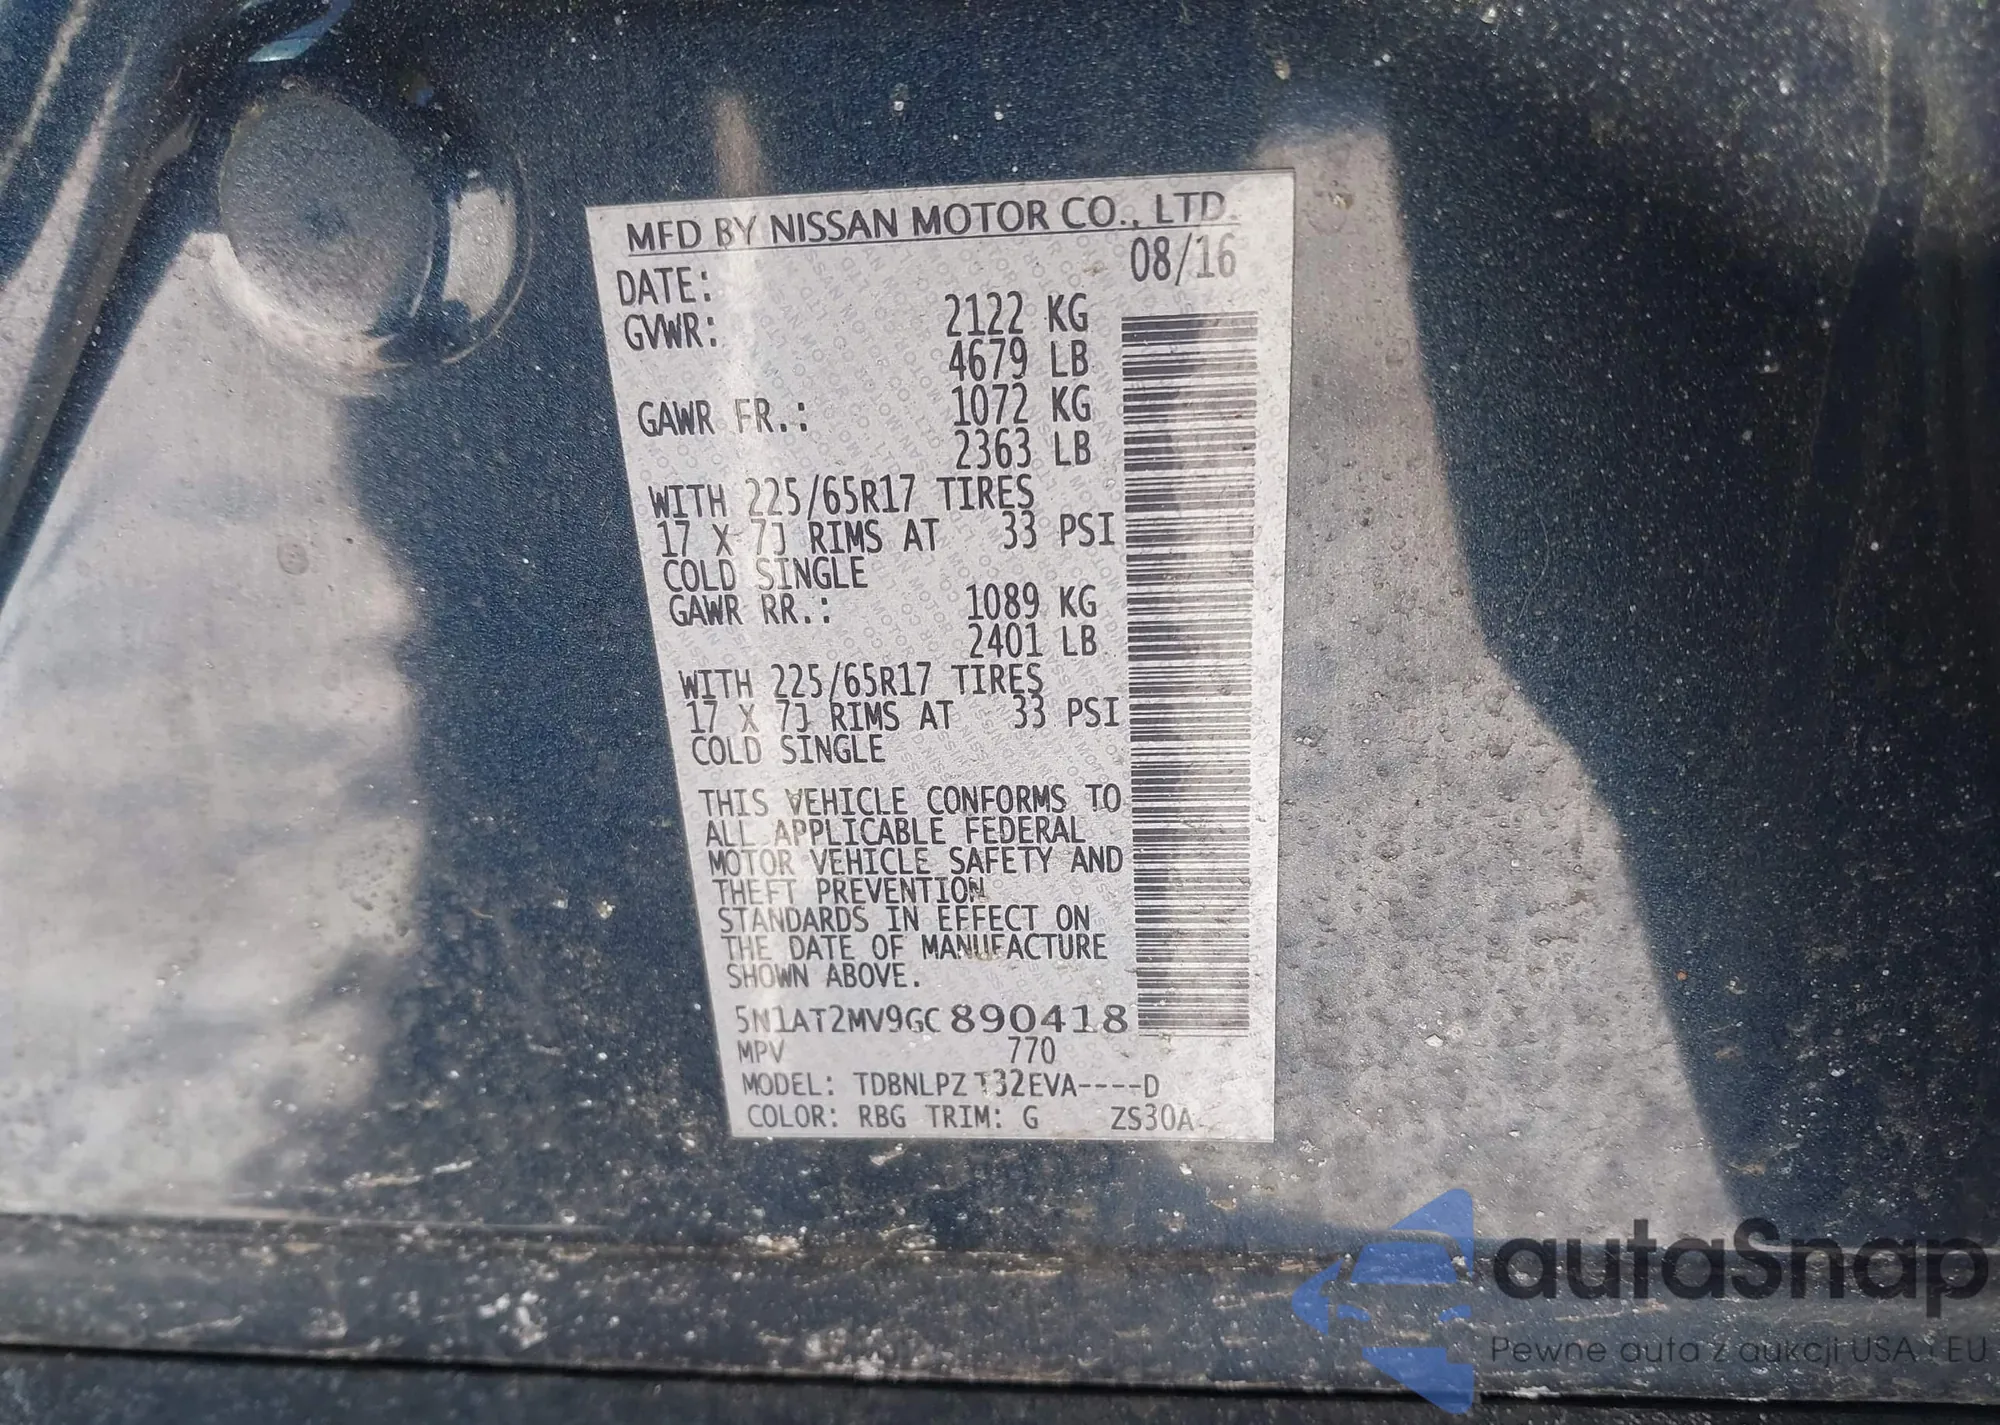 MFD BY NISSAN MOTOR CO., LTD.
DATE: 08/16
GVWR: 2122 KG
4679 LB
GAWR FR.: 1072 KG
2363 LB
WITH 225/65R17 TIRES
17 X 7J RIMS AT 33 PSI
COLD SINGLE
GAWR RR.: 1089 KG
2401 LB
WITH 225/65R17 TIRES
17 X 7J RIMS AT 33 PSI
COLD SINGLE
THIS VEHICLE CONFORMS TO
ALL APPLICABLE FEDERAL
MOTOR VEHICLE SAFETY AND
THEFT PREVENTION
STANDARDS IN EFFECT ON
THE DATE OF MANUFACTURE
SHOWN ABOVE.
5N1AT2MV9GC890418
MPV 770
MODEL: TDBNLPZ T32EVA----D
COLOR: RBG TRIM: G ZS30A
autaSnap
Pewne auta z aukcji USA i EU